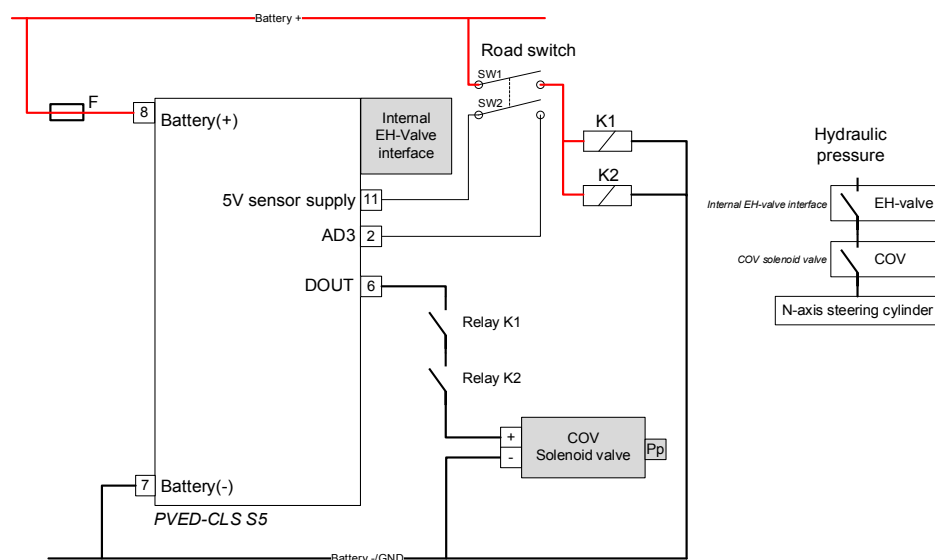 Battery +
Road switch
SW1
SW2
F
8
Battery(+)
Internal
EH-Valve
interface
K1
K2
Hydraulic
pressure
5V sensor supply
11
AD3
2
DOUT
6
Internal EH-valve interface
EH-valve
COV solenoid valve
COV
N-axis steering cylinder
Relay K1
Relay K2
+
-
COV
Solenoid valve
Pp
7
Battery(-)
PVED-CLS S5
Battery -/GND